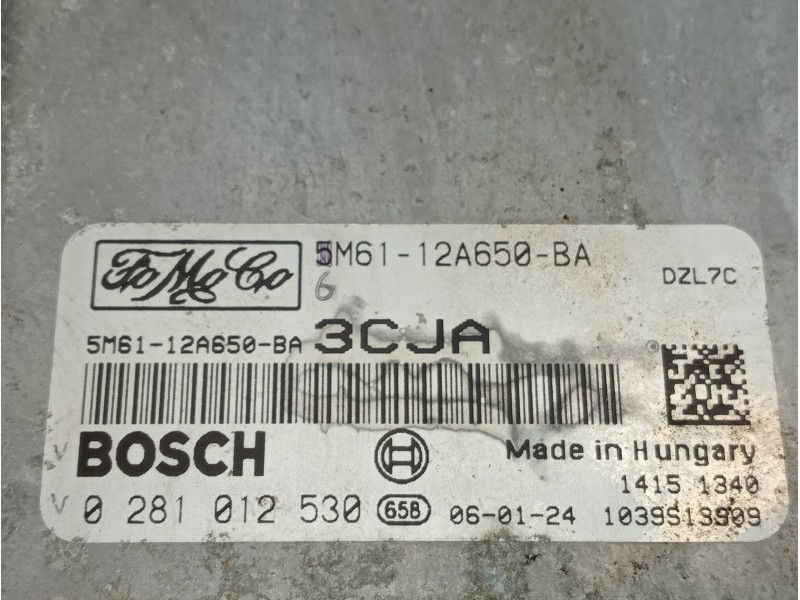 FoMoCo
5M61-12A650-BA
6
DZL7C
5M61-12A650-BA 3CJA
V BOSCH
Made in Hungary
1415 1340
V 0 281 012 530 65B 06-01-24 1039S13909